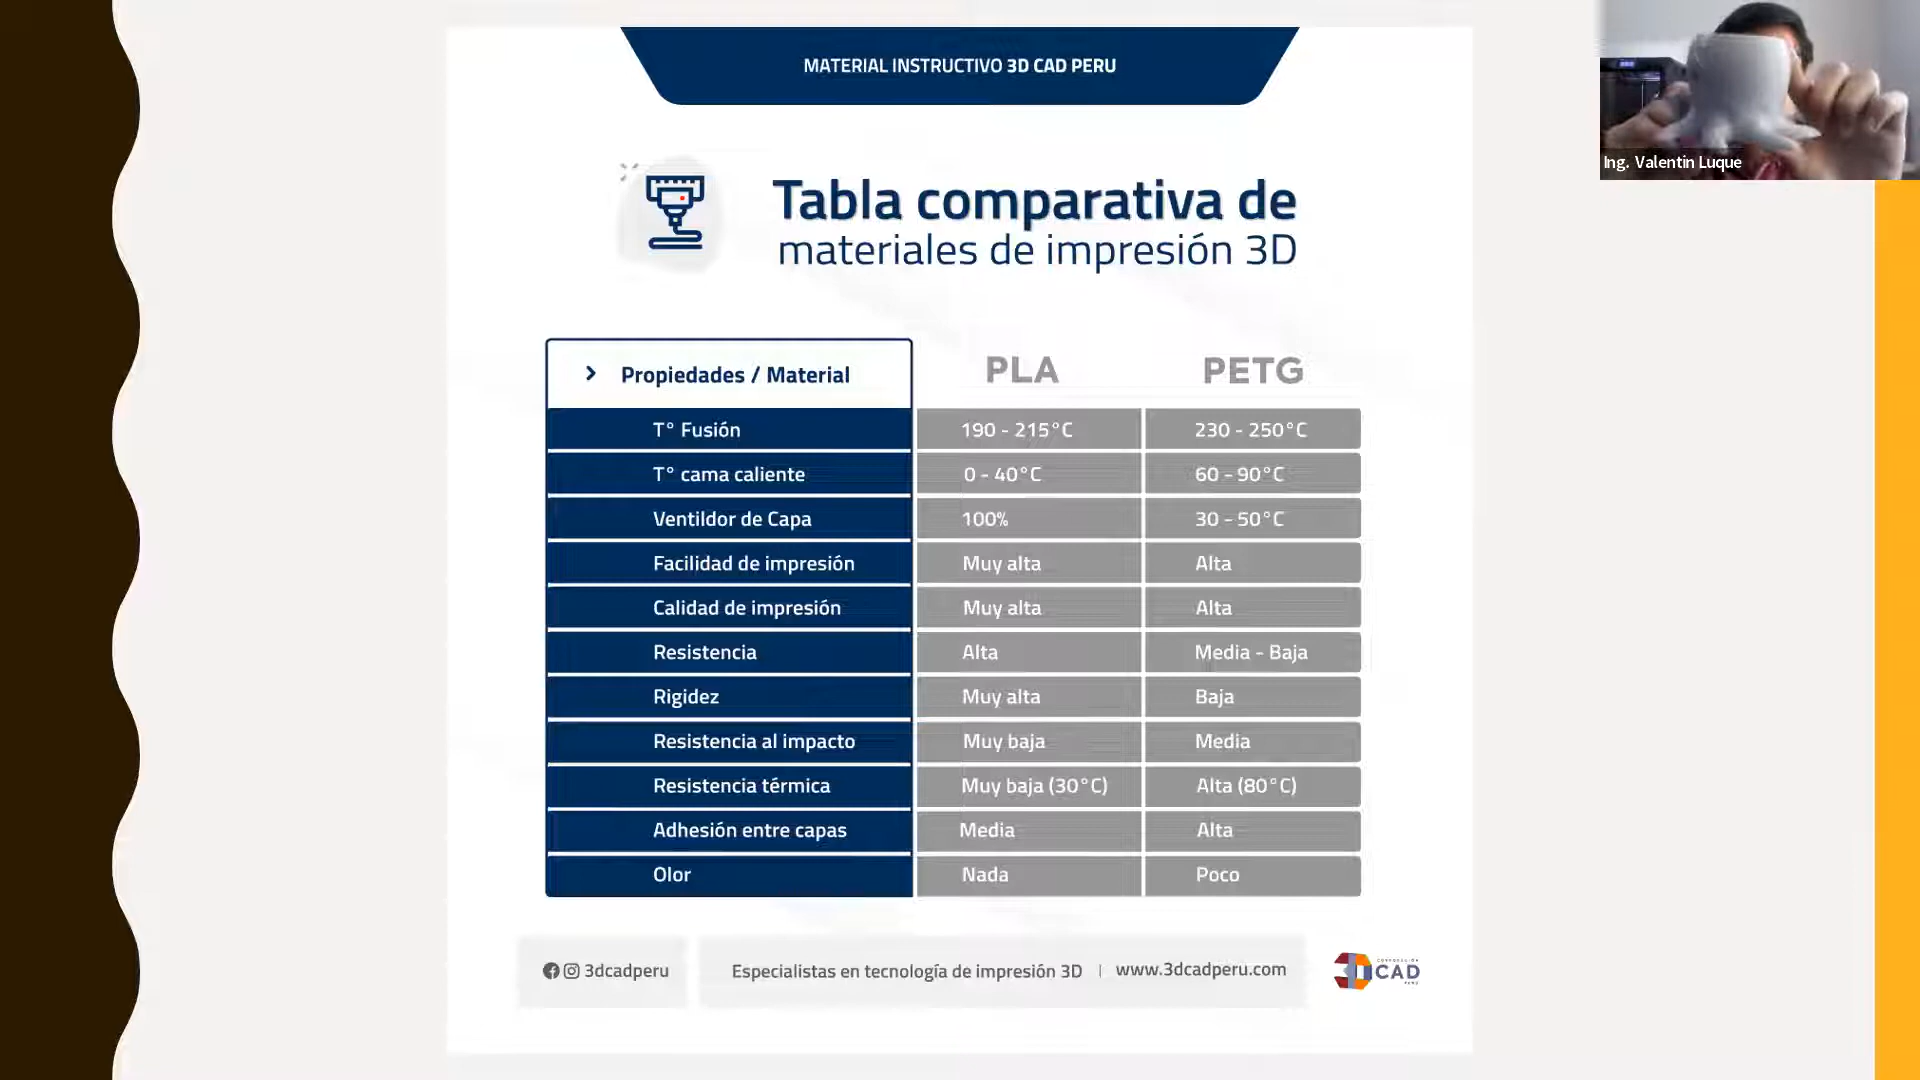 MATERIAL INSTRUCTIVO 3D CAD PERU
Ing. Valentin Luque
Tabla comparativa de
materiales de impresión 3D
Propiedades / Material PLA PETG
T° Fusión 190 - 215°C 230 - 250°C
T° cama caliente 0 - 40°C 60 - 90°C
Ventildor de Capa 100% 30 - 50°C
Facilidad de impresión Muy alta Alta
Calidad de impresión Muy alta Alta
Resistencia Alta Media - Baja
Rigidez Muy alta Baja
Resistencia al impacto Muy baja Media
Resistencia térmica Muy baja (30°C) Alta (80°C)
Adhesión entre capas Media Alta
Olor Nada Poco
3dcadperu
Especialistas en tecnología de impresión 3D | www.3dcadperu.com
3D CAD